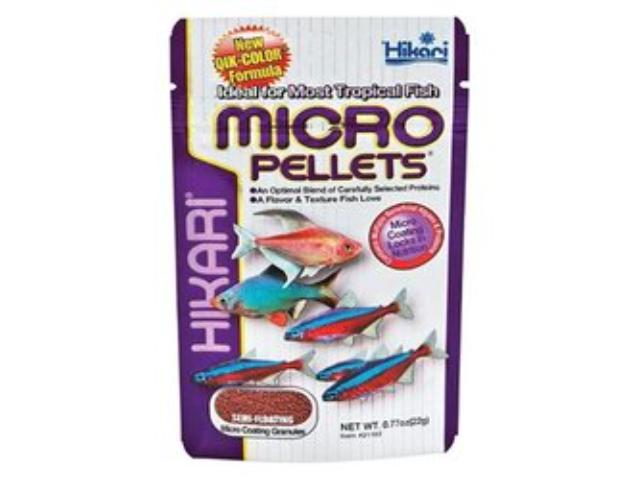 New
QIK-COLOR®
Formula
Hikari
Ideal for Most Tropical Fish
MICRO
PELLETS®
●An Optimal Blend of Carefully Selected Proteins
●A Flavor & Texture Fish Love
Micro
Coating
Locks in
Nutrition
HIKARI®
SEMI-FLOATING
Micro Coating Granules
NET WT. 0.77oz(22g)